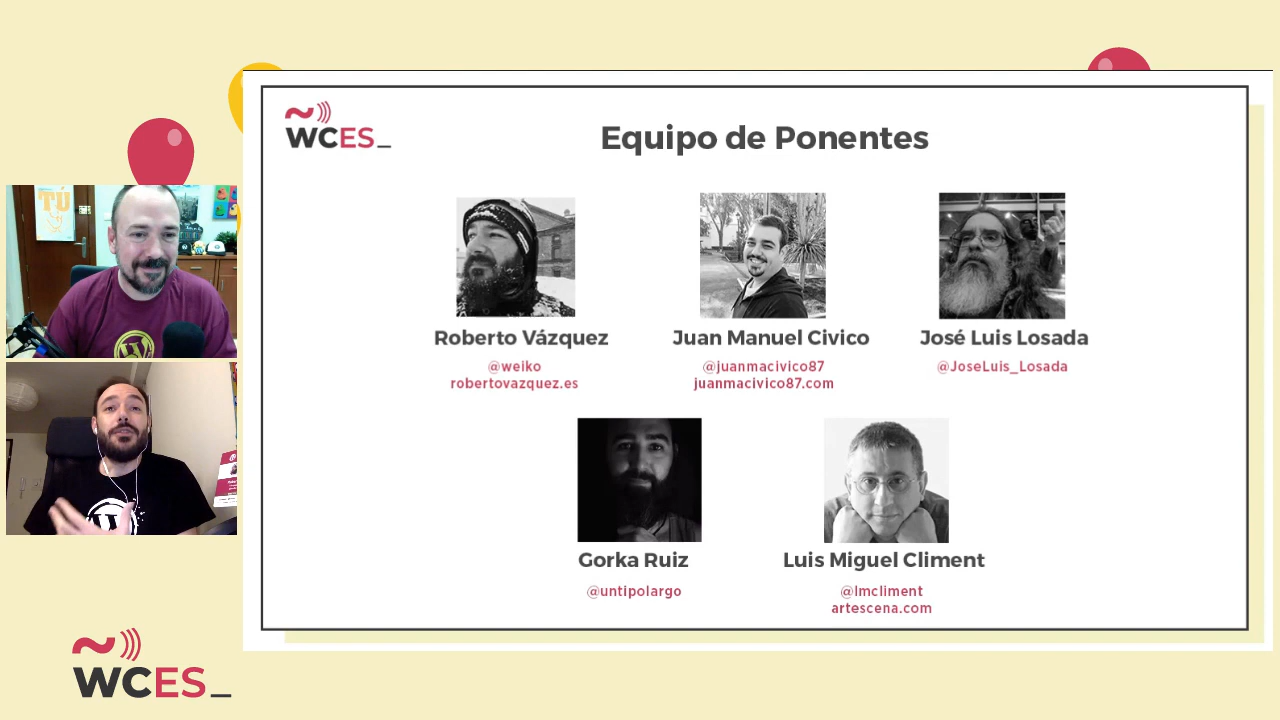 WCES_
Equipo de Ponentes
TÚ
Roberto Vázquez
@weiko
robertovazquez.es
Juan Manuel Civico
@juanmacivico87
juanmacivico87.com
José Luis Losada
@JoseLuis_Losada
Gorka Ruiz
@untipolargo
Luis Miguel Climent
@lmcliment
artescena.com
WCES_